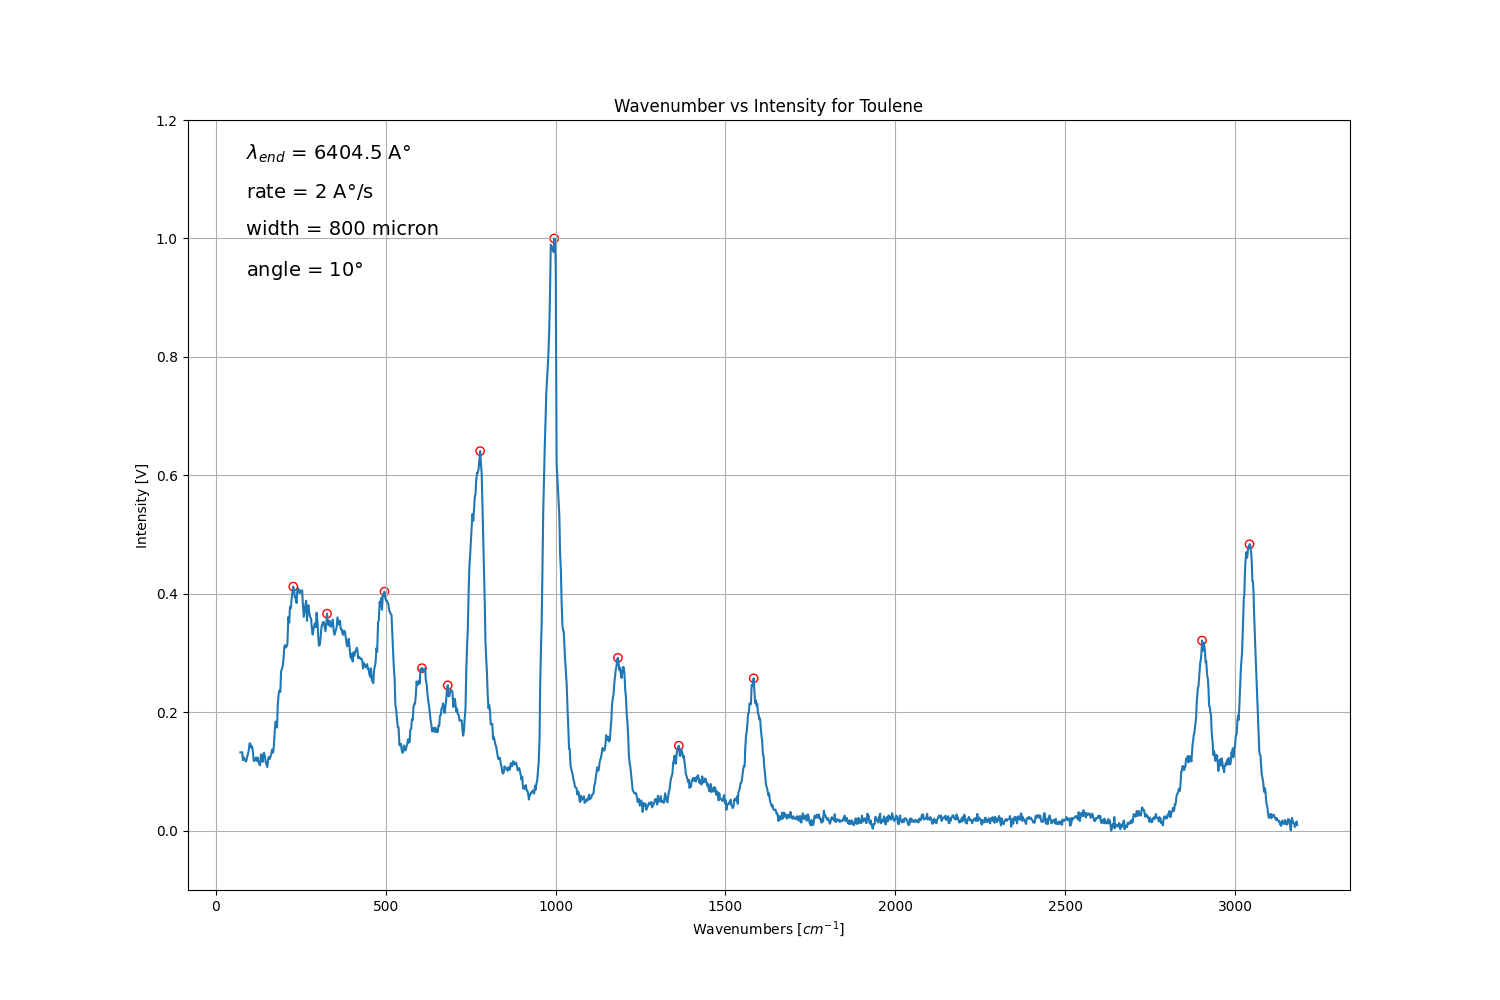 Wavenumber vs Intensity for Toulene
λend = 6404.5 A°
rate = 2 A°/s
width = 800 micron
angle = 10°
Intensity [V]
1.2
1.0
0.8
0.6
0.4
0.2
0.0
0 500 1000 1500 2000 2500 3000
Wavenumbers [cm⁻¹]